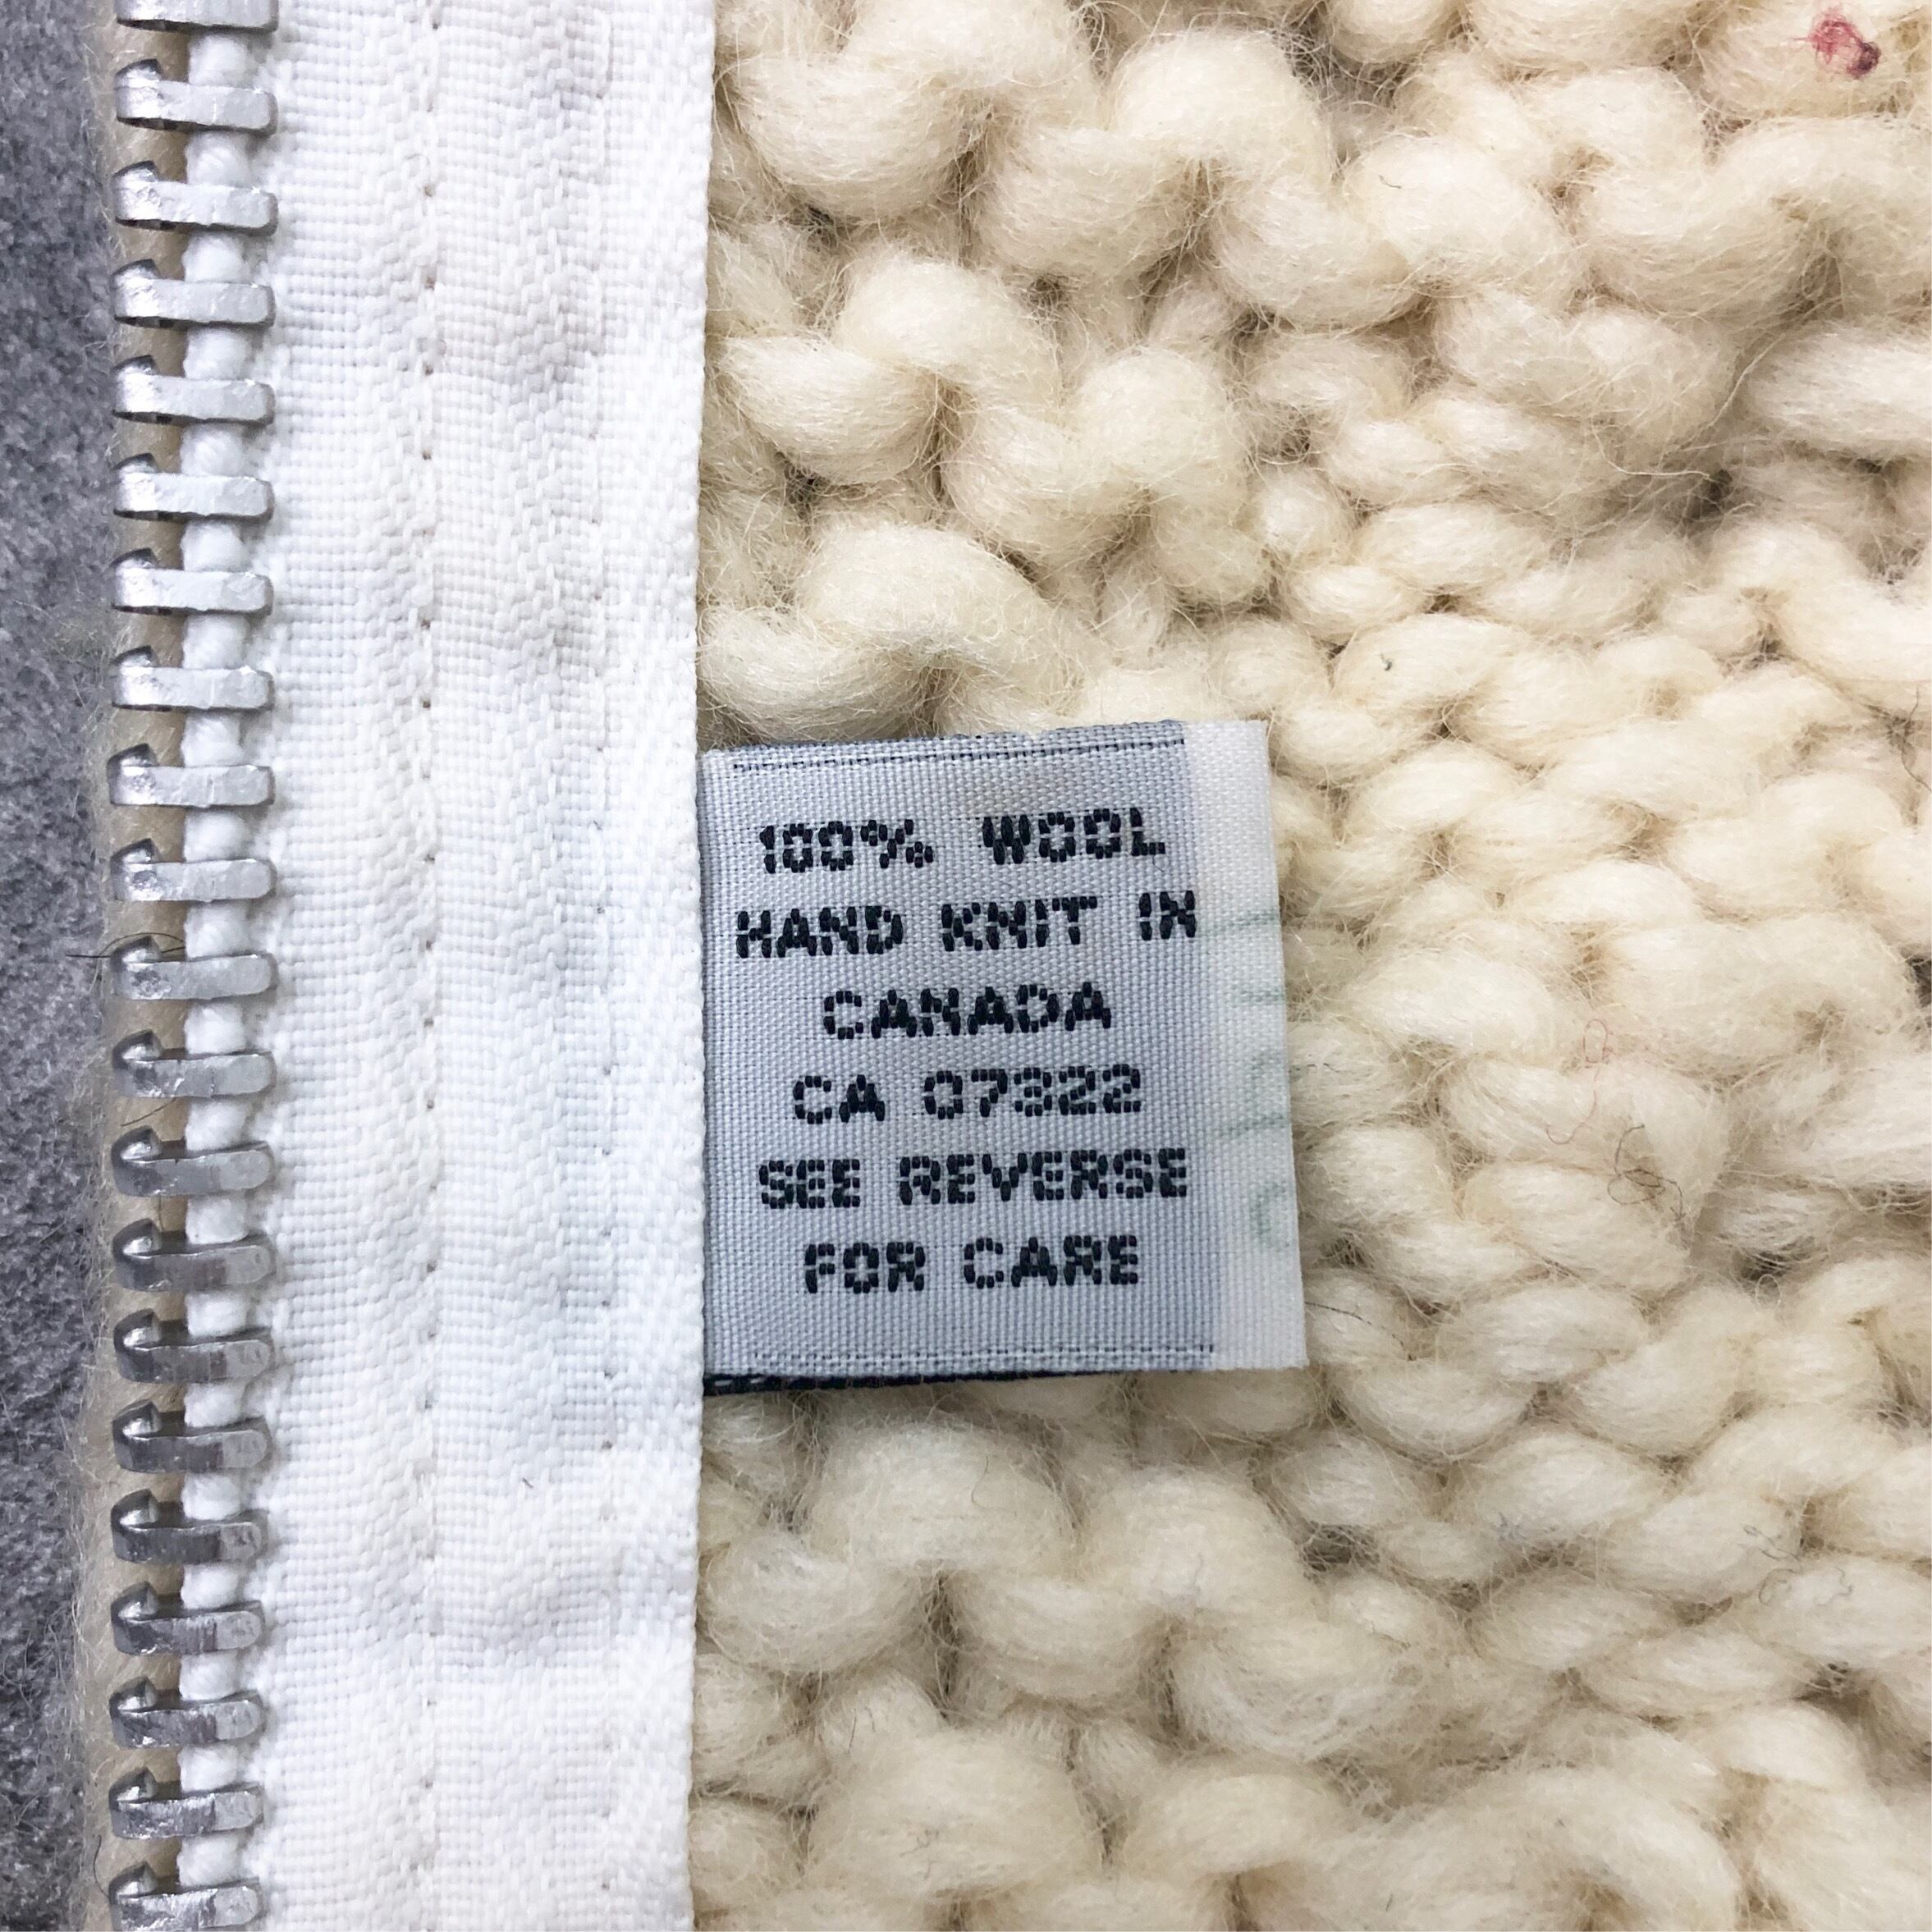 100% WOOL
HAND KNIT IN
CANADA
CA 07322
SEE REVERSE
FOR CARE